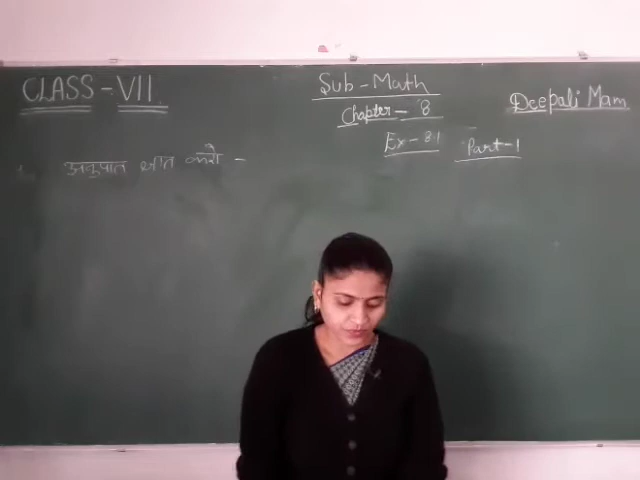 CLASS - VII
Sub - Math
Deepali Mam
Chapter - 8
Ex - 8.1
Part - 1
अनुपात ज्ञात करो -